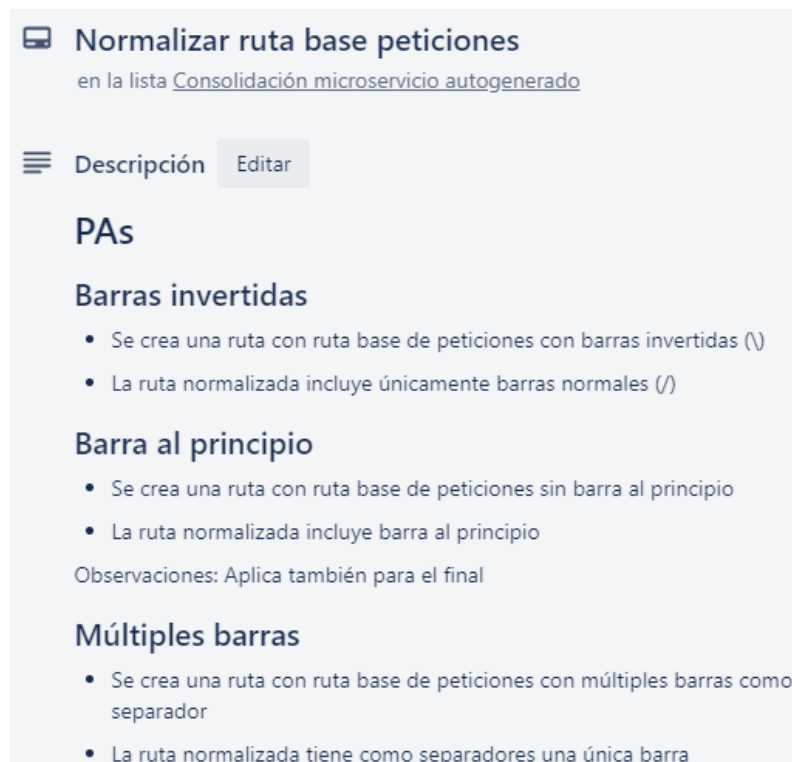 Normalizar ruta base peticiones
en la lista Consolidación microservicio autogenerado
Descripción Editar
PAs
Barras invertidas
• Se crea una ruta con ruta base de peticiones con barras invertidas (\)
• La ruta normalizada incluye únicamente barras normales (/)
Barra al principio
• Se crea una ruta con ruta base de peticiones sin barra al principio
• La ruta normalizada incluye barra al principio
Observaciones: Aplica también para el final
Múltiples barras
• Se crea una ruta con ruta base de peticiones con múltiples barras como
separador
• La ruta normalizada tiene como separadores una única barra